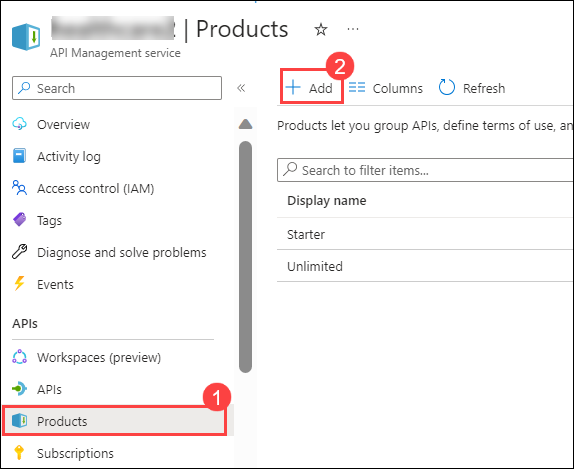 | Products
API Management service
2
+ Add
Columns
Refresh
Search
Products let you group APIs, define terms of use, an
Overview
Activity log
Access control (IAM)
Tags
Diagnose and solve problems
Events
Search to filter items...
Display name
Starter
Unlimited
APIs
Workspaces (preview)
APIs
1
Products
Subscriptions